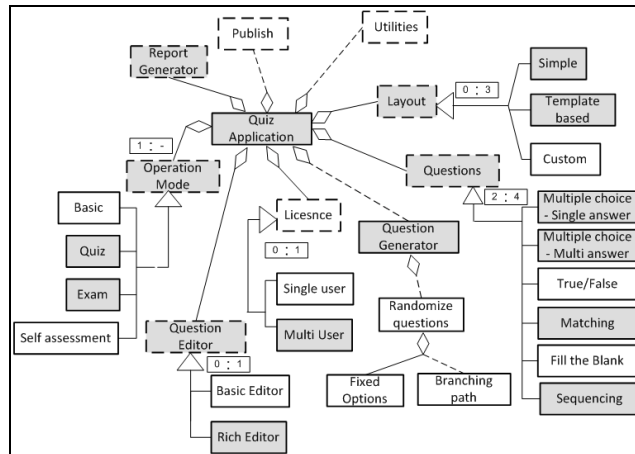 Publish
Utilities
Report
Generator
Layout
0 : 3
Simple
Template
based
Custom
Quiz
Application
1 : -
Operation
Mode
Questions
2 : 4
Basic
Quiz
Exam
Self assessment
Licesnce
0 : 1
Single user
Multi User
Question
Generator
Randomize
questions
Fixed
Options
Branching
path
Multiple choice
- Single answer
Multiple choice
- Multi answer
True/False
Matching
Fill the Blank
Sequencing
Question
Editor
0 : 1
Basic Editor
Rich Editor